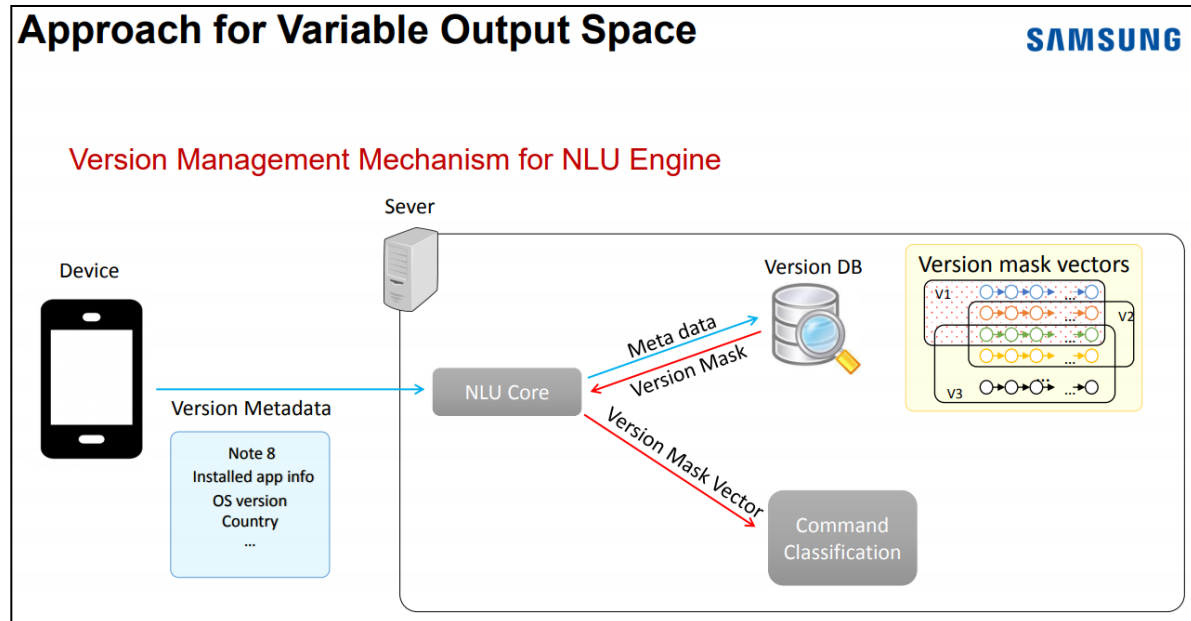 Approach for Variable Output Space
SAMSUNG
Version Management Mechanism for NLU Engine
Sever
Device
Version DB
Version mask vectors
V1
...
V2
...
...
...
...
V3
...
Meta data
Version Mask
NLU Core
Version Metadata
Note 8
Installed app info
OS version
Country
...
Version Mask Vector
Command
Classification